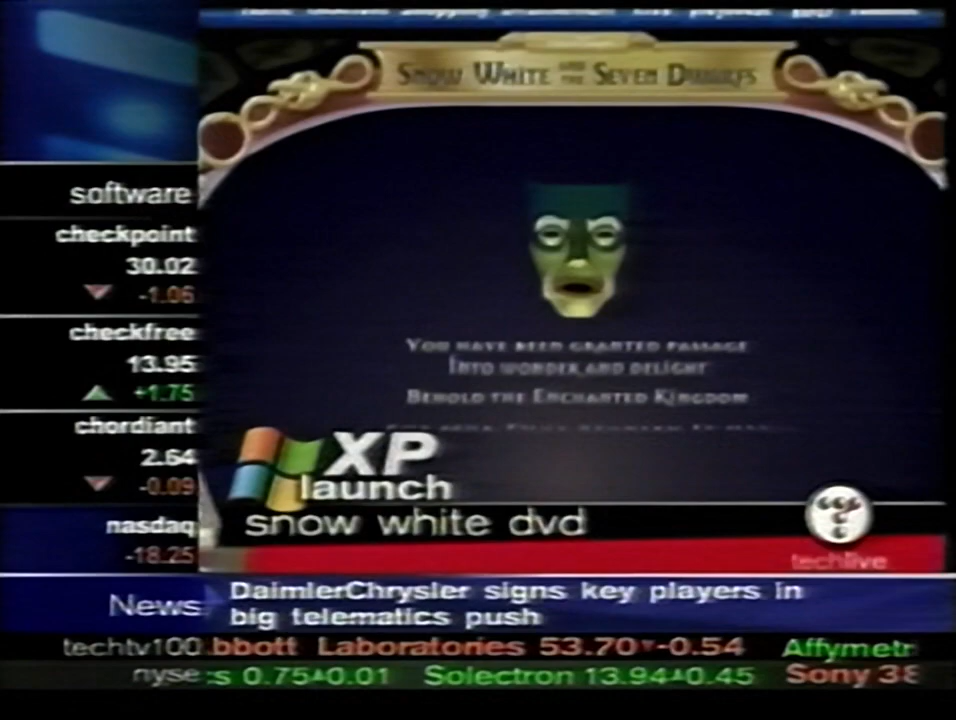 Snow White and the Seven Dwarfs
software
checkpoint
30.02
-1.06
checkfree
13.95
+1.75
chordiant
2.64
-0.09
nasdaq
-18.25
You have been granted passage
Into wonder and delight
Behold the Enchanted Kingdom
XP
launch
snow white dvd
techlive
News
DaimlerChrysler signs key players in
big telematics push
techtv100 bbott Laboratories 53.70▼-0.54 Affymetr
nyse :s 0.75▲0.01 Solectron 13.94▲0.45 Sony 38